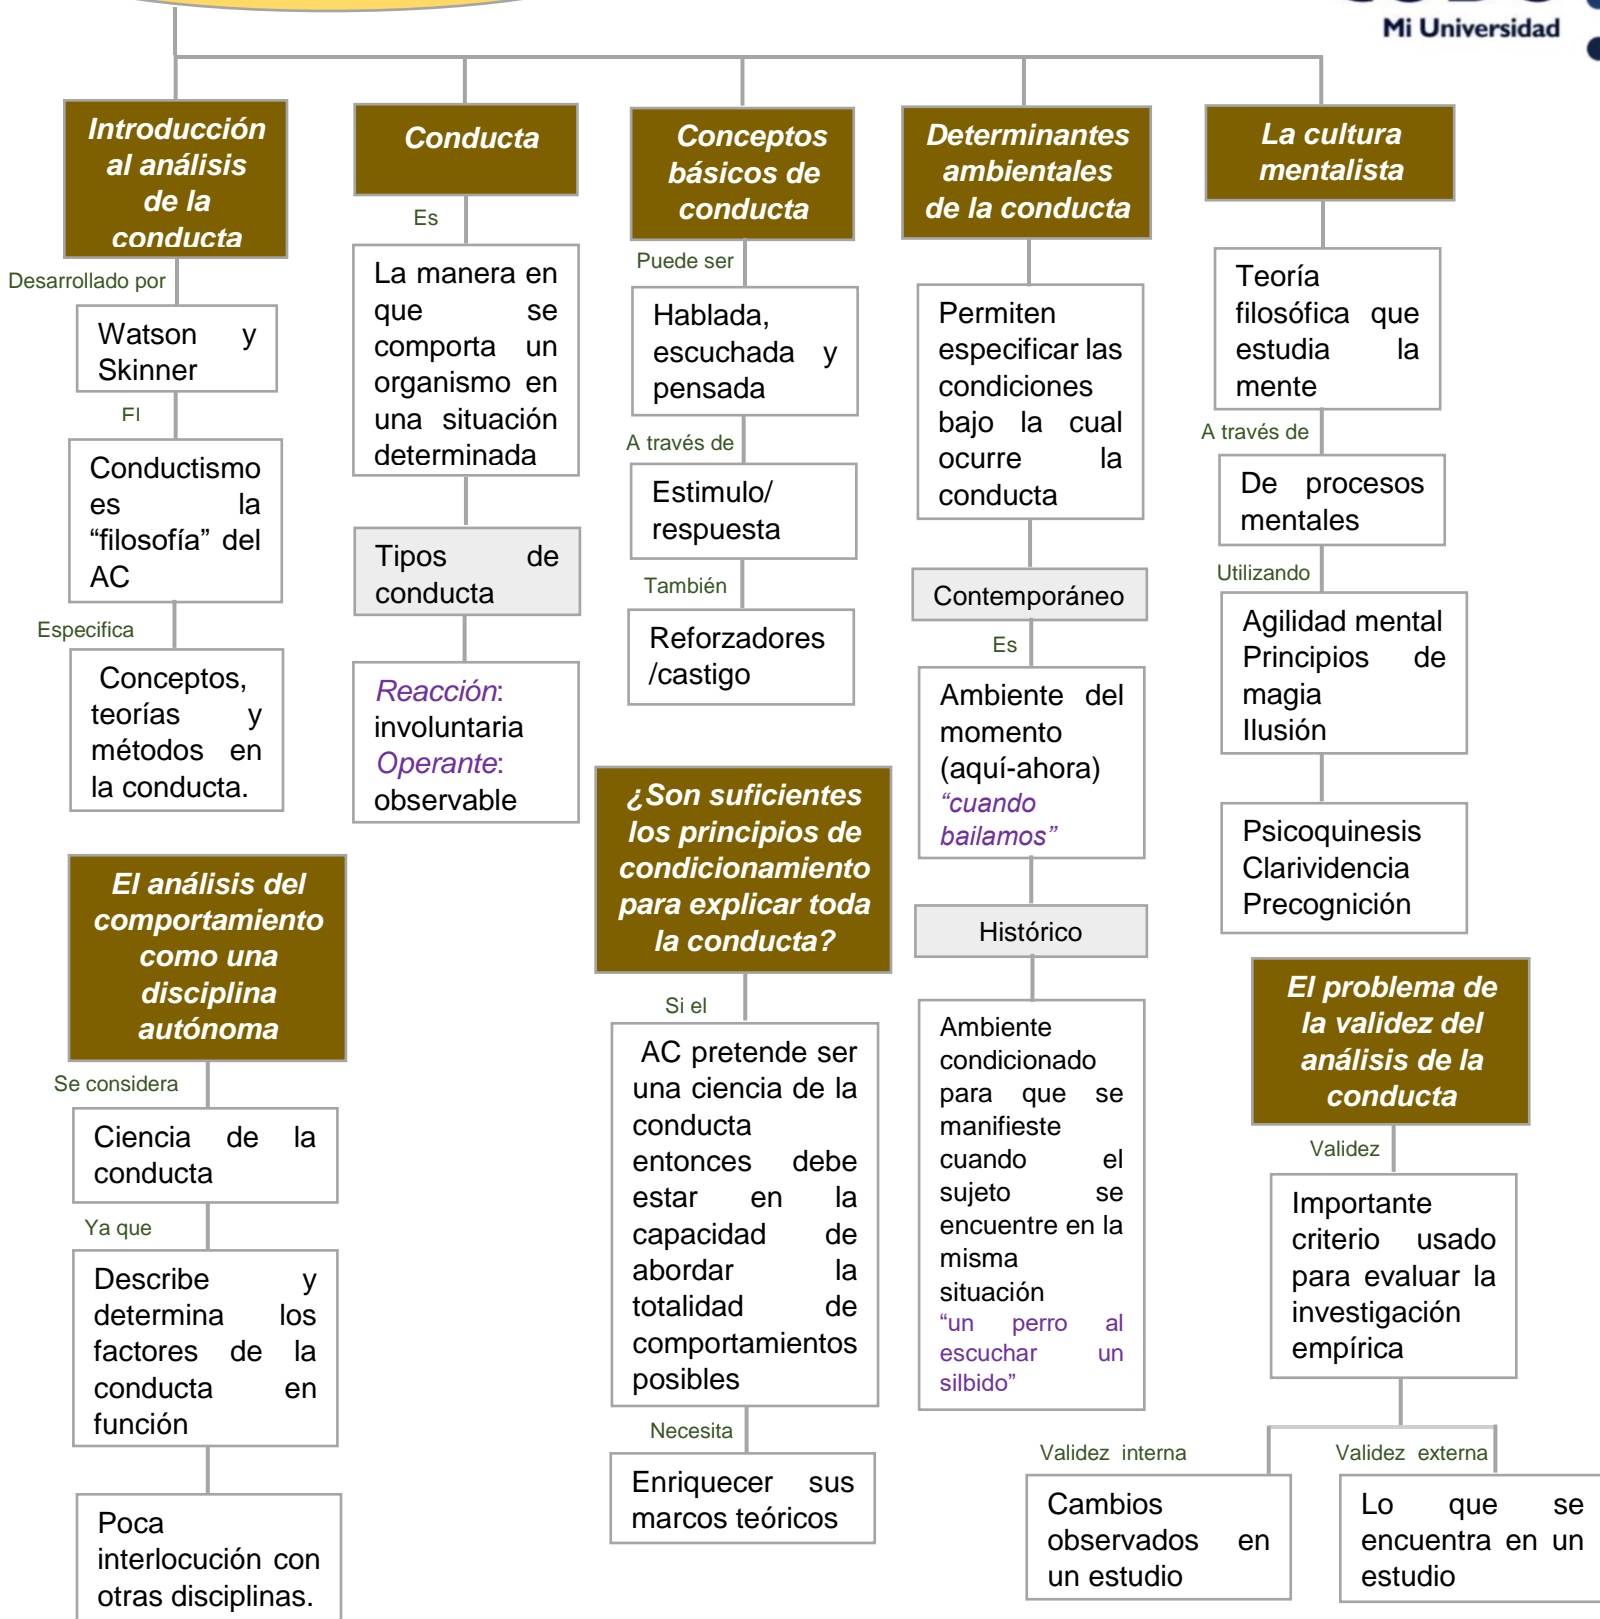 Mi Universidad
Introducción
al análisis
de la
conducta
Desarrollado por
Watson y
Skinner
El
Conductismo
es la
“filosofía” del
AC
Especifica
Conceptos,
teorías y
métodos en
la conducta.
Conducta
Es
La manera en
que se
comporta un
organismo en
una situación
determinada
Tipos de
conducta
Reacción:
involuntaria
Operante:
observable
Conceptos
básicos de
conducta
Puede ser
Hablada,
escuchada y
pensada
A través de
Estimulo/
respuesta
También
Reforzadores
/castigo
Determinantes
ambientales
de la conducta
Permiten
especificar las
condiciones
bajo la cual
ocurre la
conducta
Contemporáneo
Es
Ambiente del
momento
(aquí-ahora)
“cuando
bailamos”
Histórico
Ambiente
condicionado
para que se
manifieste
cuando el
sujeto se
encuentre en la
misma
situación
“un perro al
escuchar un
silbido”
La cultura
mentalista
Teoría
filosófica que
estudia la
mente
A través de
De procesos
mentales
Utilizando
Agilidad mental
Principios de
magia
Ilusión
Psicoquinesis
Clarividencia
Precognición
El análisis del
comportamiento
como una
disciplina
autónoma
Se considera
Ciencia de la
conducta
Ya que
Describe y
determina los
factores de la
conducta en
función
Poca
interlocución con
otras disciplinas.
¿Son suficientes
los principios de
condicionamiento
para explicar toda
la conducta?
Si el
AC pretende ser
una ciencia de la
conducta
entonces debe
estar en la
capacidad de
abordar la
totalidad de
comportamientos
posibles
Necesita
Enriquecer sus
marcos teóricos
El problema de
la validez del
análisis de la
conducta
Validez
Importante
criterio usado
para evaluar la
investigación
empírica
Validez interna
Cambios
observados en
un estudio
Validez externa
Lo que se
encuentra en un
estudio